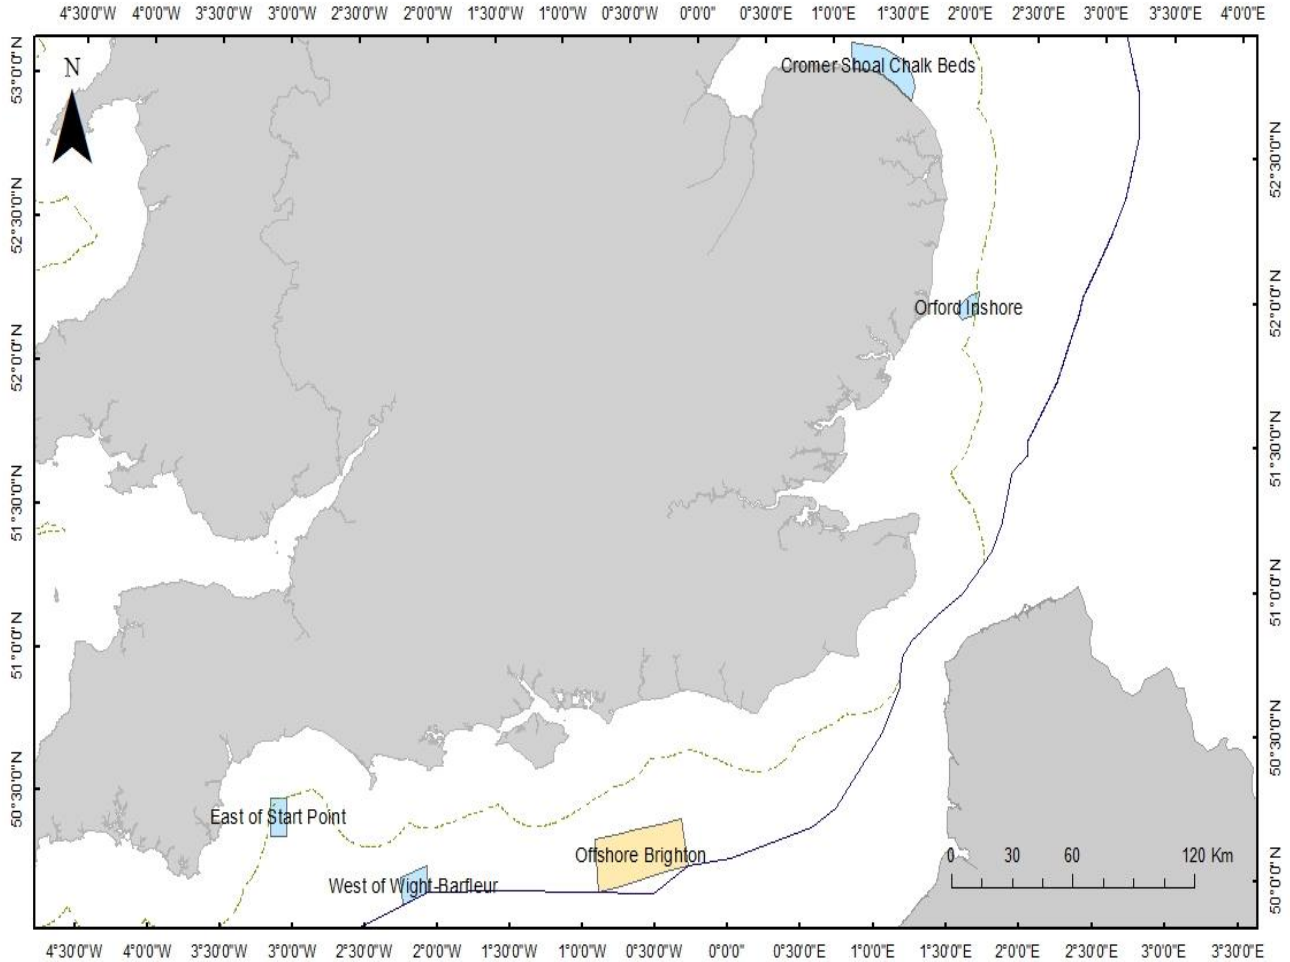 4°30'0"W 4°0'0"W 3°30'0"W 3°0'0"W 2°30'0"W 2°0'0"W 1°30'0"W 1°0'0"W 0°30'0"W 0°0'0" 0°30'0"E 1°0'0"E 1°30'0"E 2°0'0"E 2°30'0"E 3°0'0"E 3°30'0"E 4°0'0"E
N
53°0'0"N
Cromer Shoal Chalk Beds
52°30'0"N
52°30'0"N
52°0'0"N
Orford Inshore
52°0'0"N
51°30'0"N
51°30'0"N
51°0'0"N
51°0'0"N
50°30'0"N
50°30'0"N
East of Start Point
Offshore Brighton
0 30 60 120 Km
West of Wight-Barfleur
50°0'0"N
4°30'0"W 4°0'0"W 3°30'0"W 3°0'0"W 2°30'0"W 2°0'0"W 1°30'0"W 1°0'0"W 0°30'0"W 0°0'0" 0°30'0"E 1°0'0"E 1°30'0"E 2°0'0"E 2°30'0"E 3°0'0"E 3°30'0"E